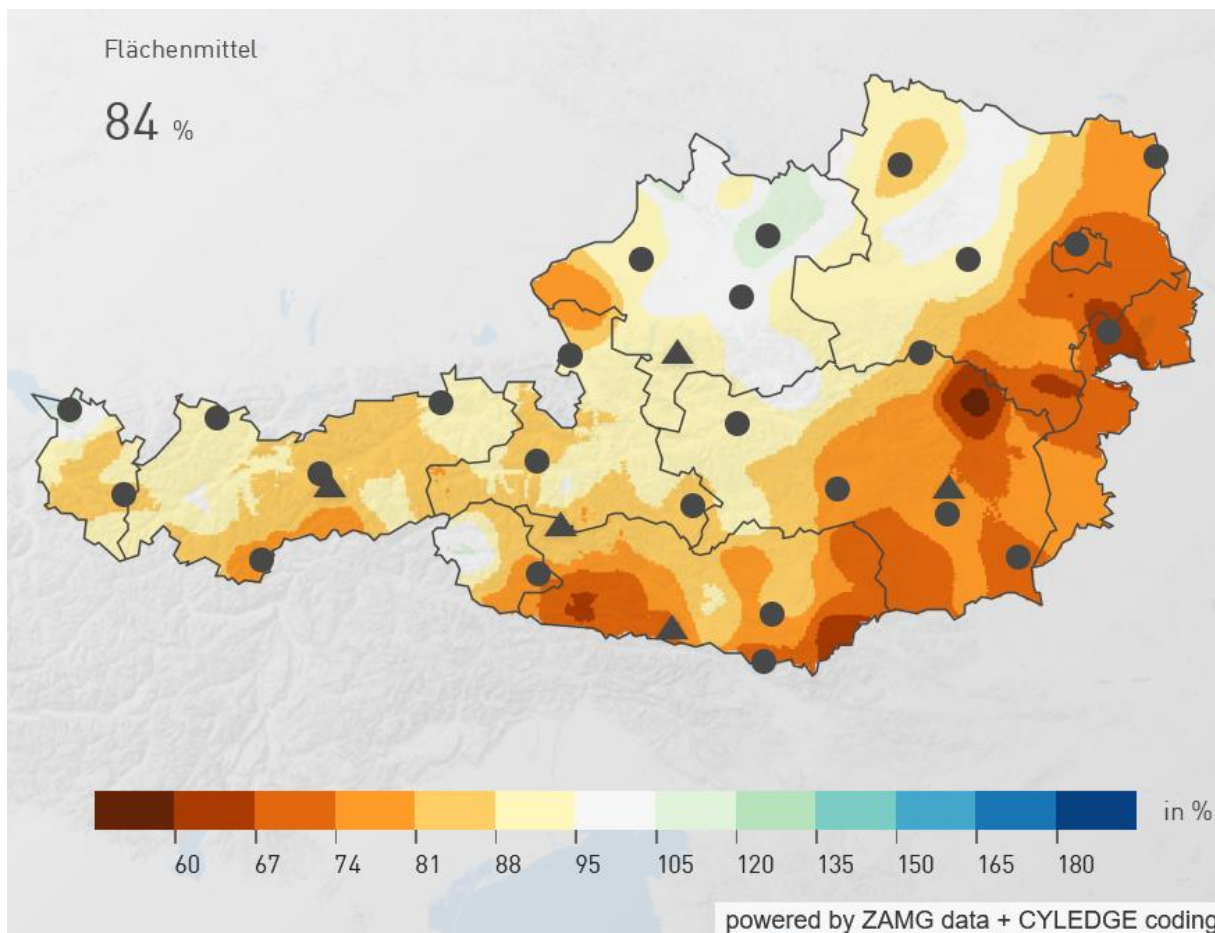 Flächenmittel
84 %
in %
60 67 74 81 88 95 105 120 135 150 165 180
powered by ZAMG data + CYLEDGE coding